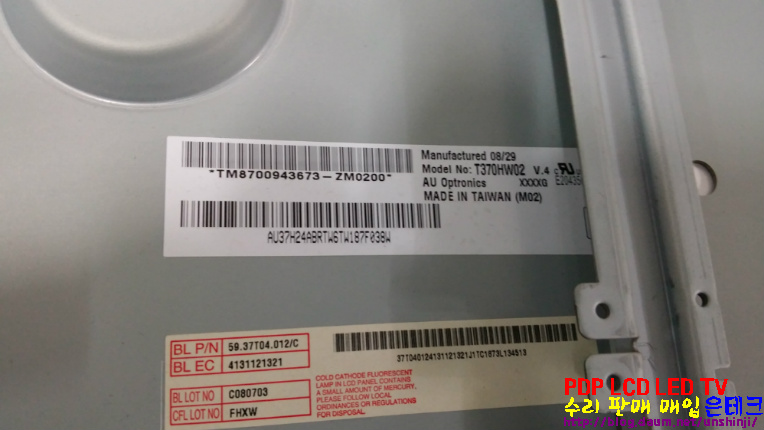 "TM8700943673-ZM0200"
Manufactured 08/29
Model No: T370HW02 V.4
AU Optronics XXXXG
MADE IN TAIWAN (M02)
AU37H24ABRTW6TW187F03BW
BL P/N 59.37T04.012/C
BL EC 4131121321
BL LOT NO C080703
CFL LOT NO FHXW
37T040124131121321J1TC1673L134513
COLD CATHODE FLUORESCENT
LAMP IN LCD PANEL CONTAINS
A SMALL AMOUNT OF MERCURY,
PLEASE FOLLOW LOCAL
ORDINANCES OR REGULATIONS
FOR DISPOSAL.
PDP LCD LED TV
수리 판매 매입 은테크
http://blog.daum.net/unshinji/